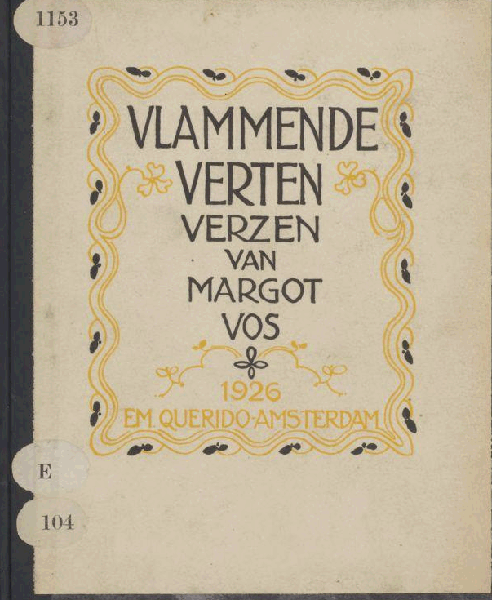 1153
VLAMMENDE
VERTEN
VERZEN
VAN
MARGOT
VOS
1926
EM. QUERIDO-AMSTERDAM
E
104